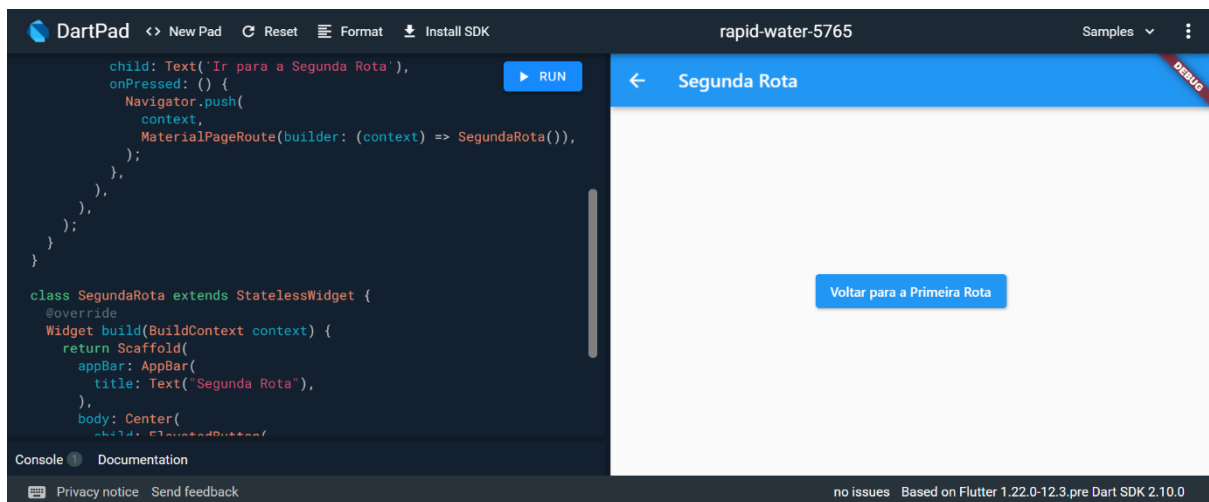 DartPad <> New Pad Reset Format Install SDK rapid-water-5765 Samples
child: Text('Ir para a Segunda Rota'),
onPressed: () {
Navigator.push(
context,
MaterialPageRoute(builder: (context) => SegundaRota()),
);
},
),
),
);
}
}
class SegundaRota extends StatelessWidget {
@override
Widget build(BuildContext context) {
return Scaffold(
appBar: AppBar(
title: Text("Segunda Rota"),
),
body: Center(
child: ElevatedButton(
RUN
Console 1 Documentation
Segunda Rota
DEBUG
Voltar para a Primeira Rota
Privacy notice Send feedback no issues Based on Flutter 1.22.0-12.3.pre Dart SDK 2.10.0